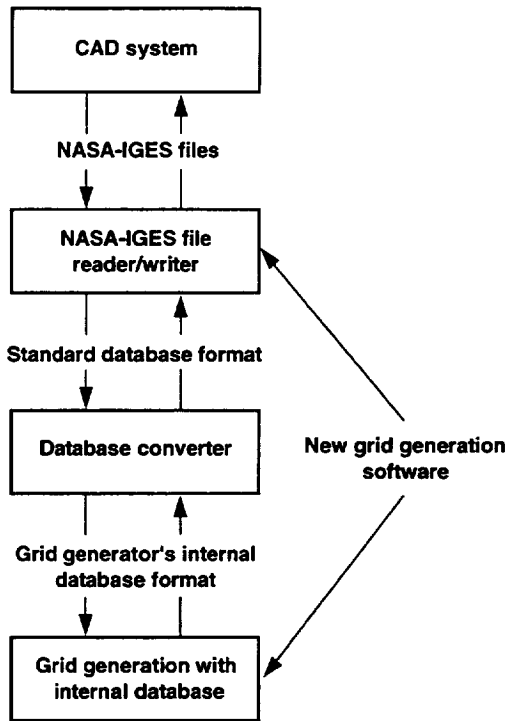 CAD system
NASA-IGES files
NASA-IGES file
reader/writer
Standard database format
Database converter
New grid generation
software
Grid generator's internal
database format
Grid generation with
internal database